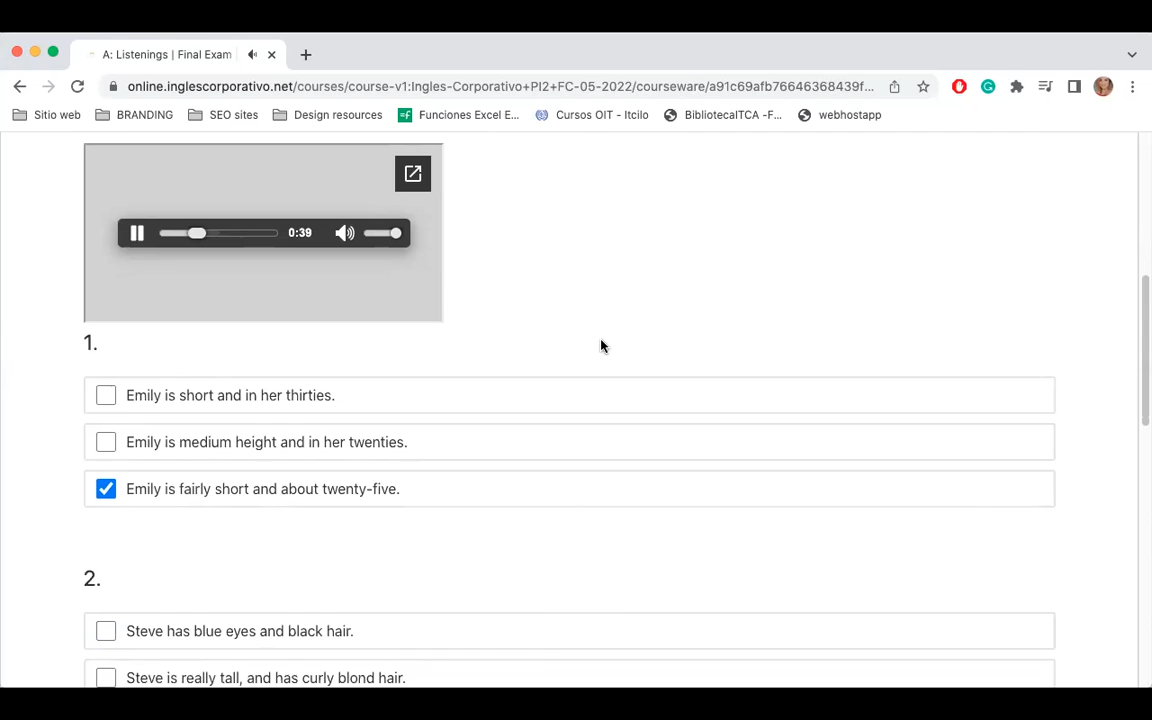 A: Listenings | Final Exam
online.inglescorporativo.net/courses/course-v1:Ingles-Corporativo+PI2+FC-05-2022/courseware/a91c69afb76646368439f...
Sitio web BRANDING SEO sites Design resources Funciones Excel E... Cursos OIT - Itcilo BibliotecaITCA -F... webhostapp
0:39
1.
Emily is short and in her thirties.
Emily is medium height and in her twenties.
Emily is fairly short and about twenty-five.
2.
Steve has blue eyes and black hair.
Steve is really tall, and has curly blond hair.